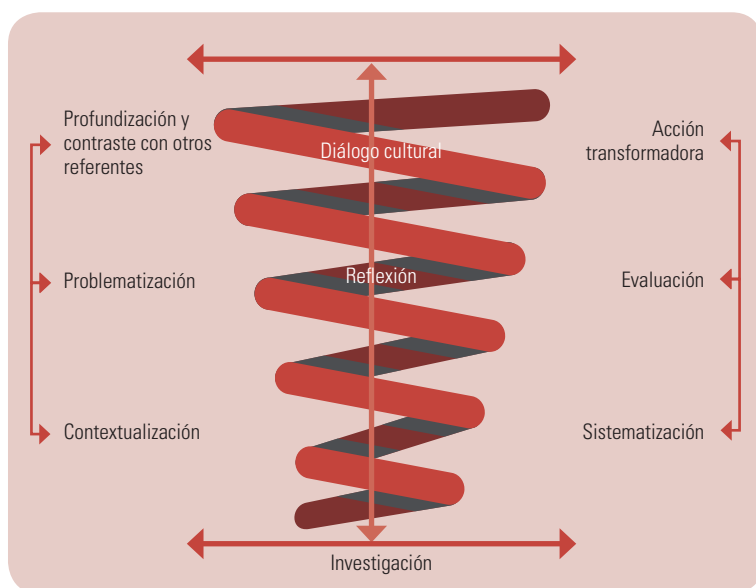 Profundización y
contraste con otros
referentes
Diálogo cultural
Acción
transformadora
Problematización
Reflexión
Evaluación
Contextualización
Sistematización
Investigación